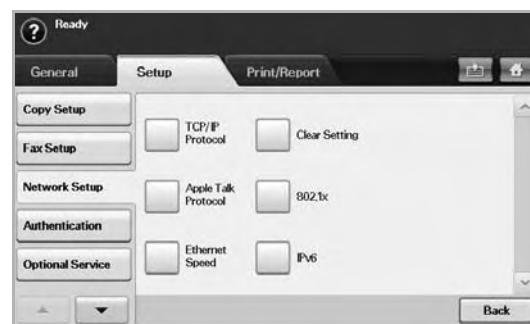 ?
Ready
General
Setup
Print/Report
Copy Setup
Fax Setup
Network Setup
Authentication
Optional Service
TCP/IP
Protocol
Clear Setting
Apple Talk
Protocol
802.1x
Ethernet
Speed
IPv6
Back